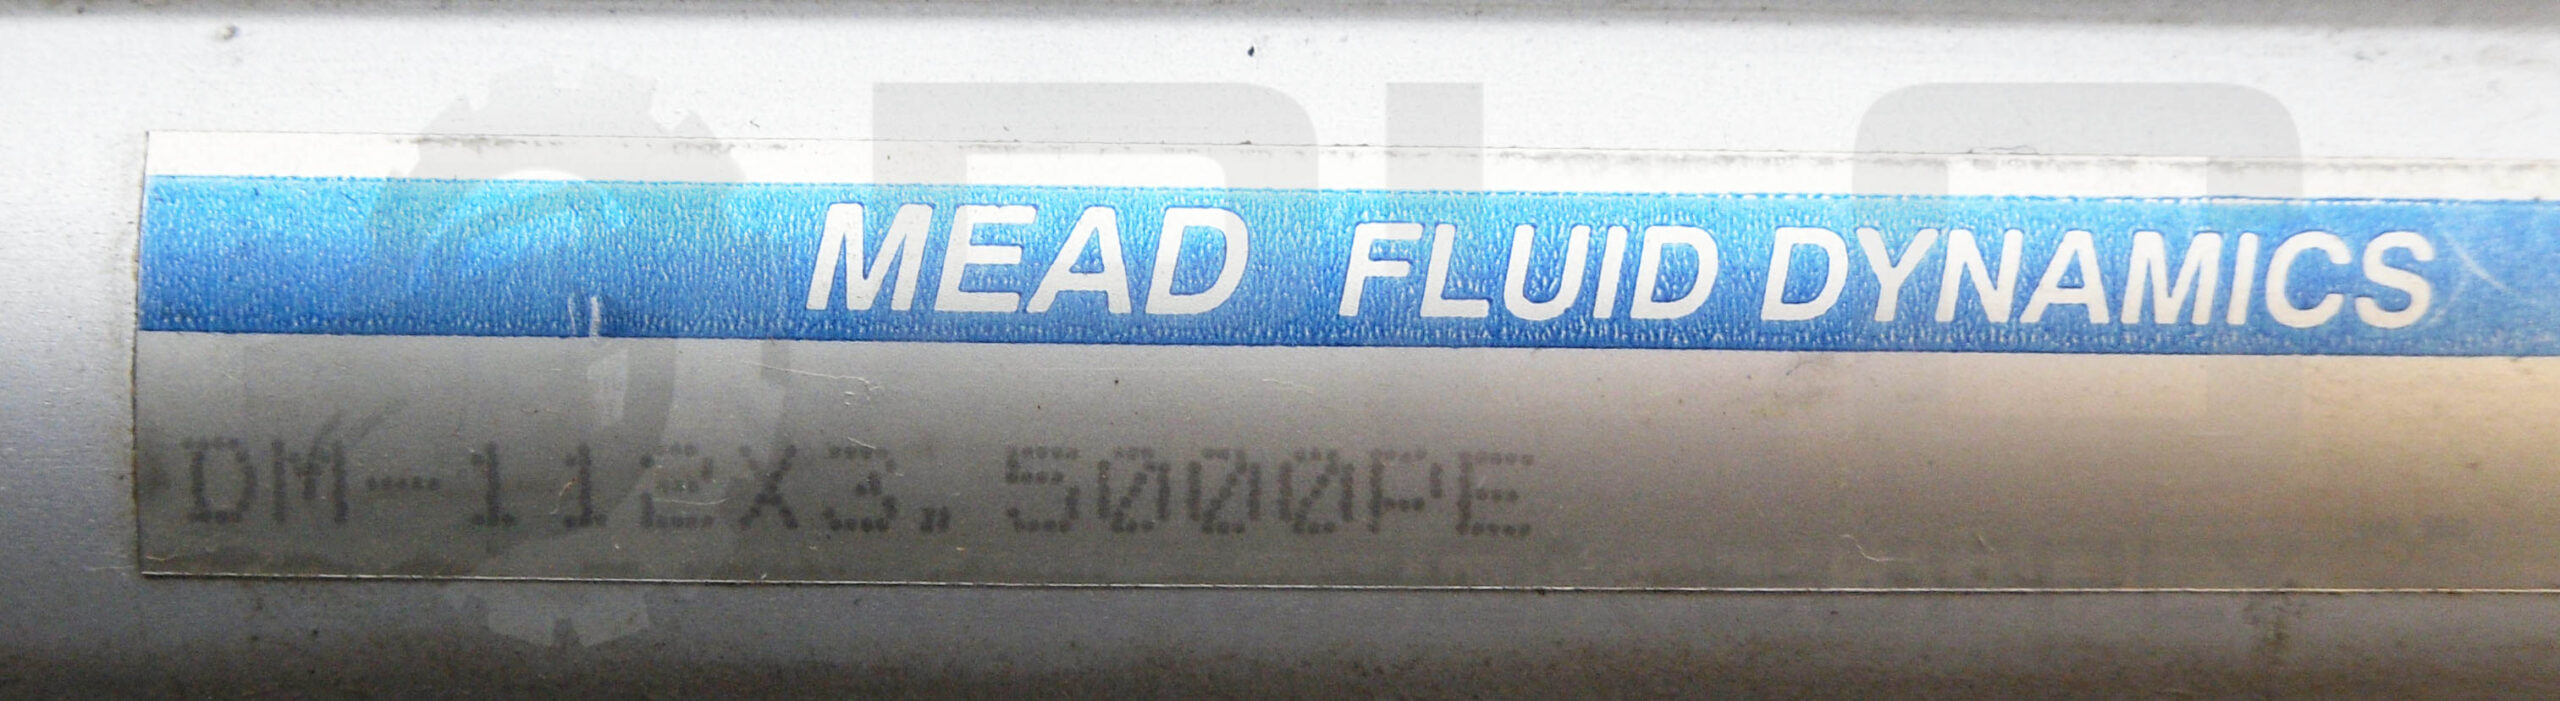 MEAD FLUID DYNAMICS
DM-112X3.5000PE